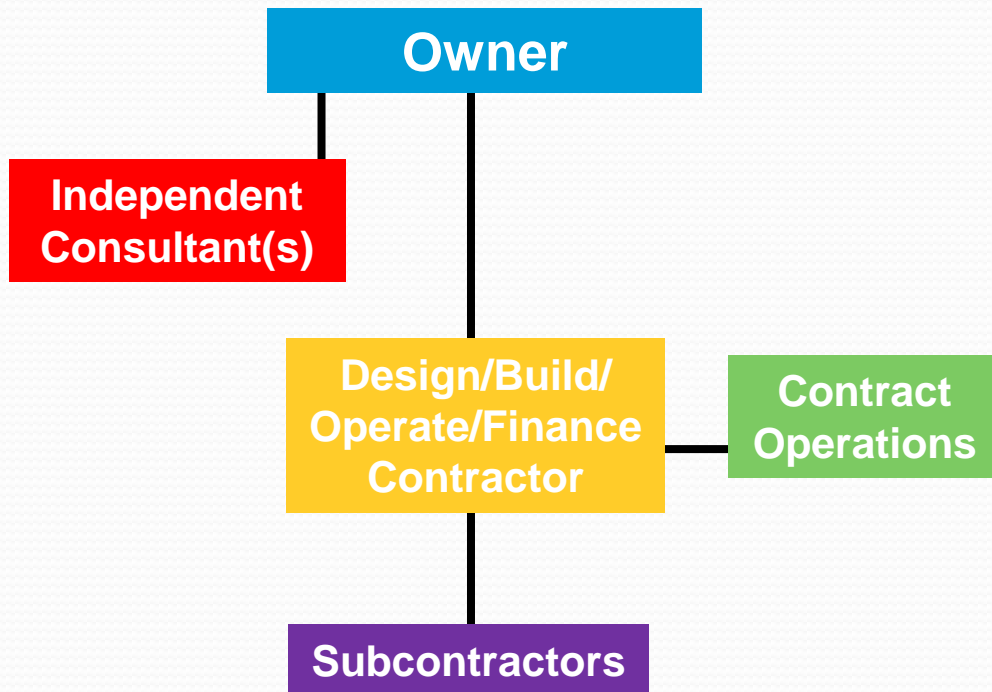 Owner
Independent
Consultant(s)
Design/Build/
Operate/Finance
Contractor
Contract
Operations
Subcontractors